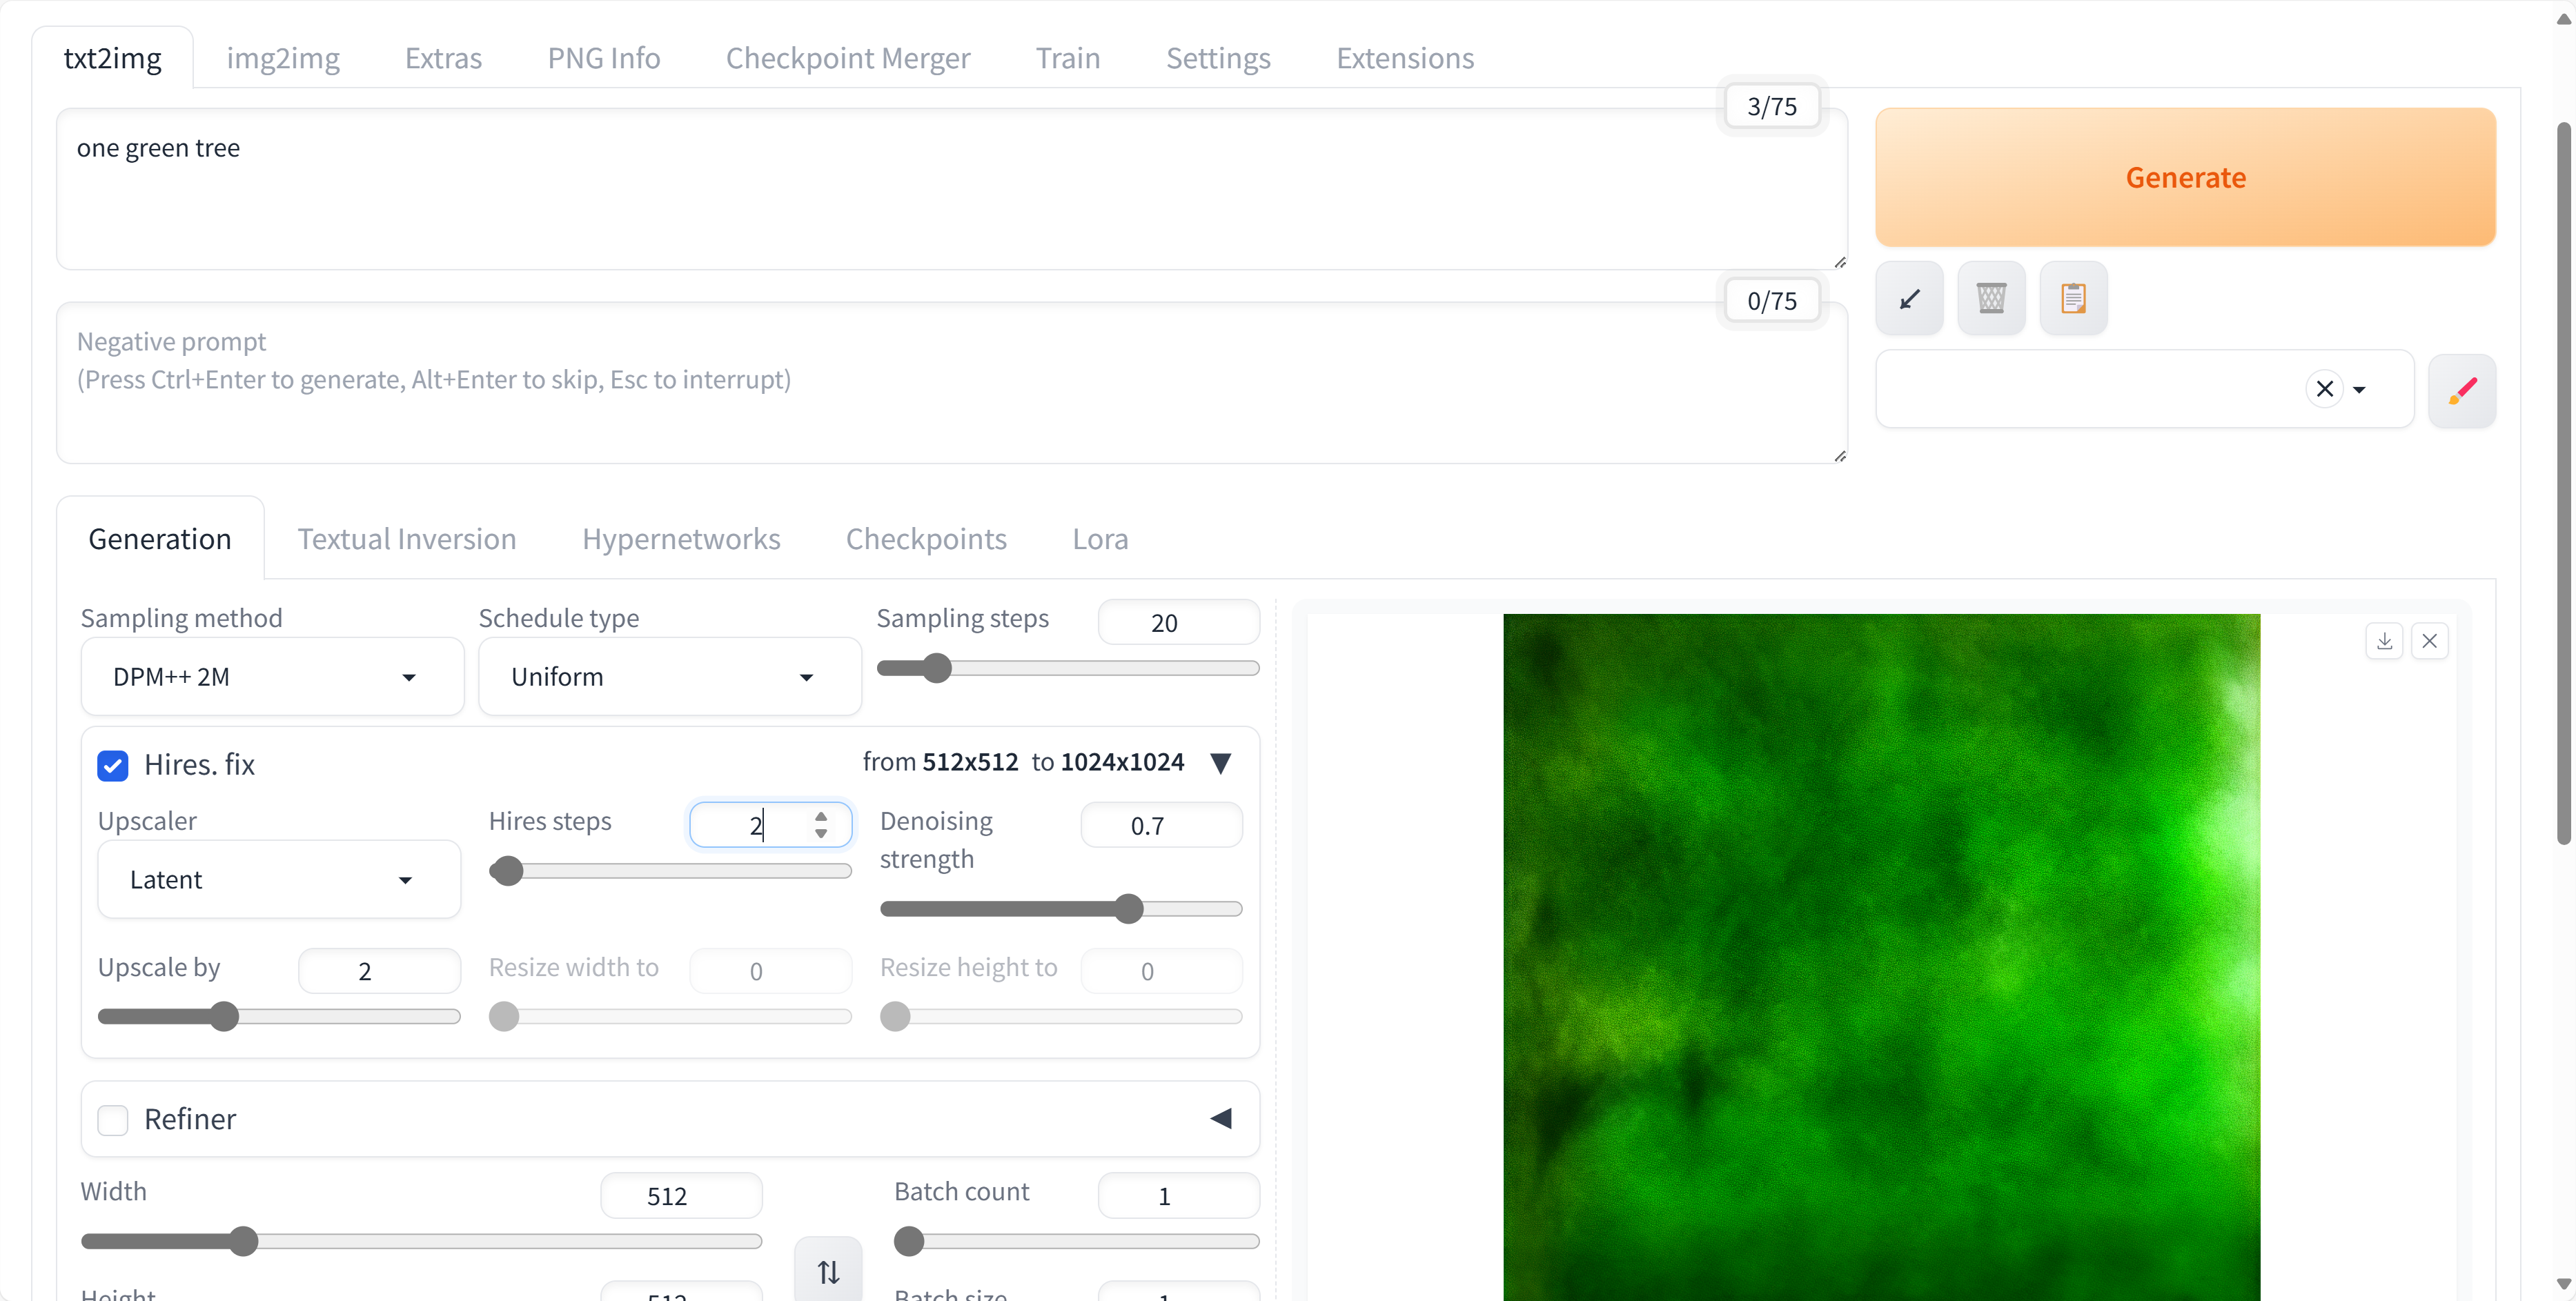 txt2img img2img Extras PNG Info Checkpoint Merger Train Settings Extensions
3/75
one green tree
Generate
0/75
Negative prompt
(Press Ctrl+Enter to generate, Alt+Enter to skip, Esc to interrupt)
Generation Textual Inversion Hypernetworks Checkpoints Lora
Sampling method Schedule type Sampling steps 20
DPM++ 2M Uniform
Hires. fix from 512x512 to 1024x1024
Upscaler Hires steps 2 Denoising strength 0.7
Latent
Upscale by 2 Resize width to 0 Resize height to 0
Refiner
Width 512 Batch count 1
Height 512 Batch size 1